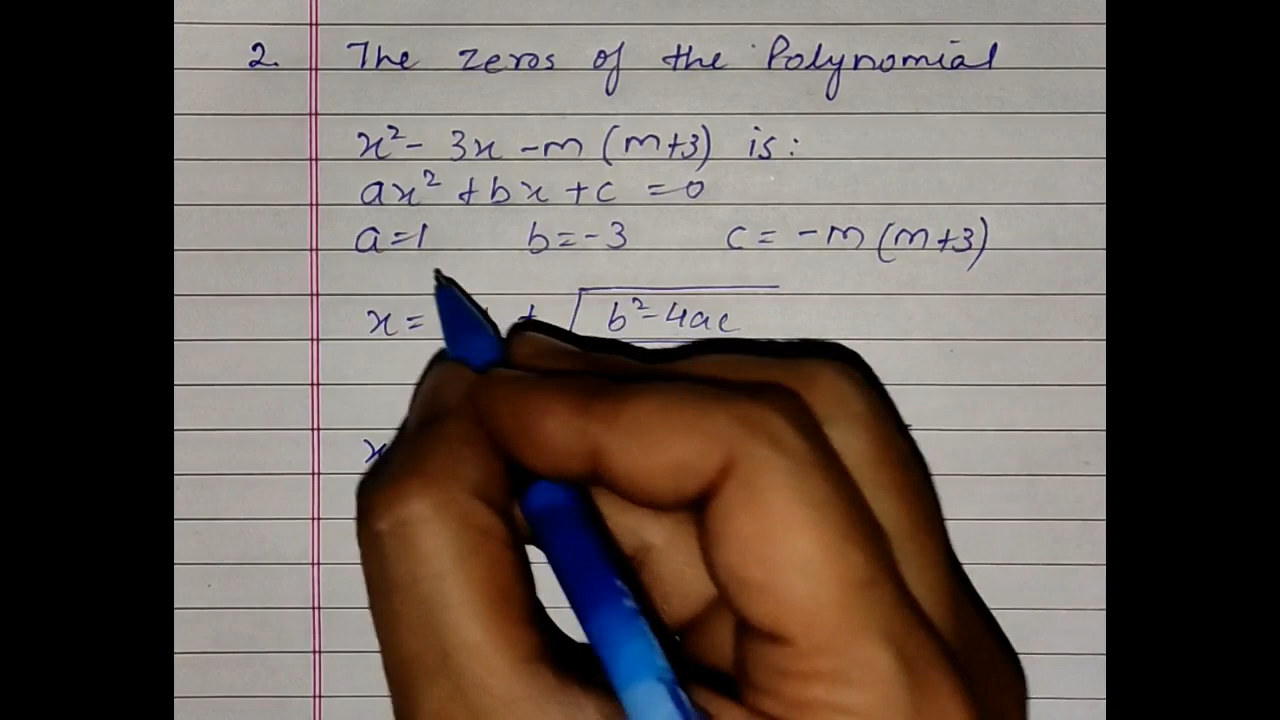 2. The zeros of the Polynomial
x² - 3x - m (m+3) is :
ax² + bx + c = 0
a=1 b=-3 c= -m (m+3)
x = + √b²-4ac
x